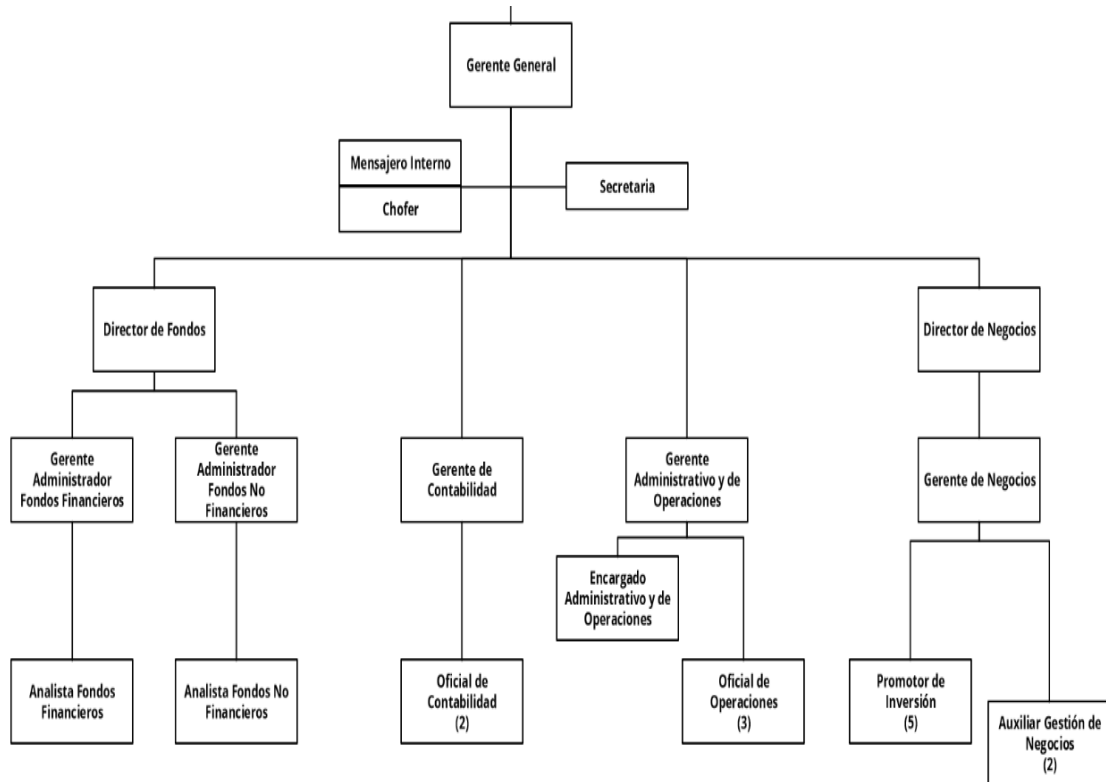 Gerente General
Mensajero Interno
Chofer
Secretaria
Director de Fondos
Director de Negocios
Gerente
Administrador
Fondos Financieros
Gerente
Administrador
Fondos No
Financieros
Gerente de
Contabilidad
Gerente
Administrativo y de
Operaciones
Gerente de Negocios
Encargado
Administrativo y de
Operaciones
Analista Fondos
Financieros
Analista Fondos No
Financieros
Oficial de
Contabilidad
(2)
Oficial de
Operaciones
(3)
Promotor de
Inversión
(5)
Auxiliar Gestión de
Negocios
(2)